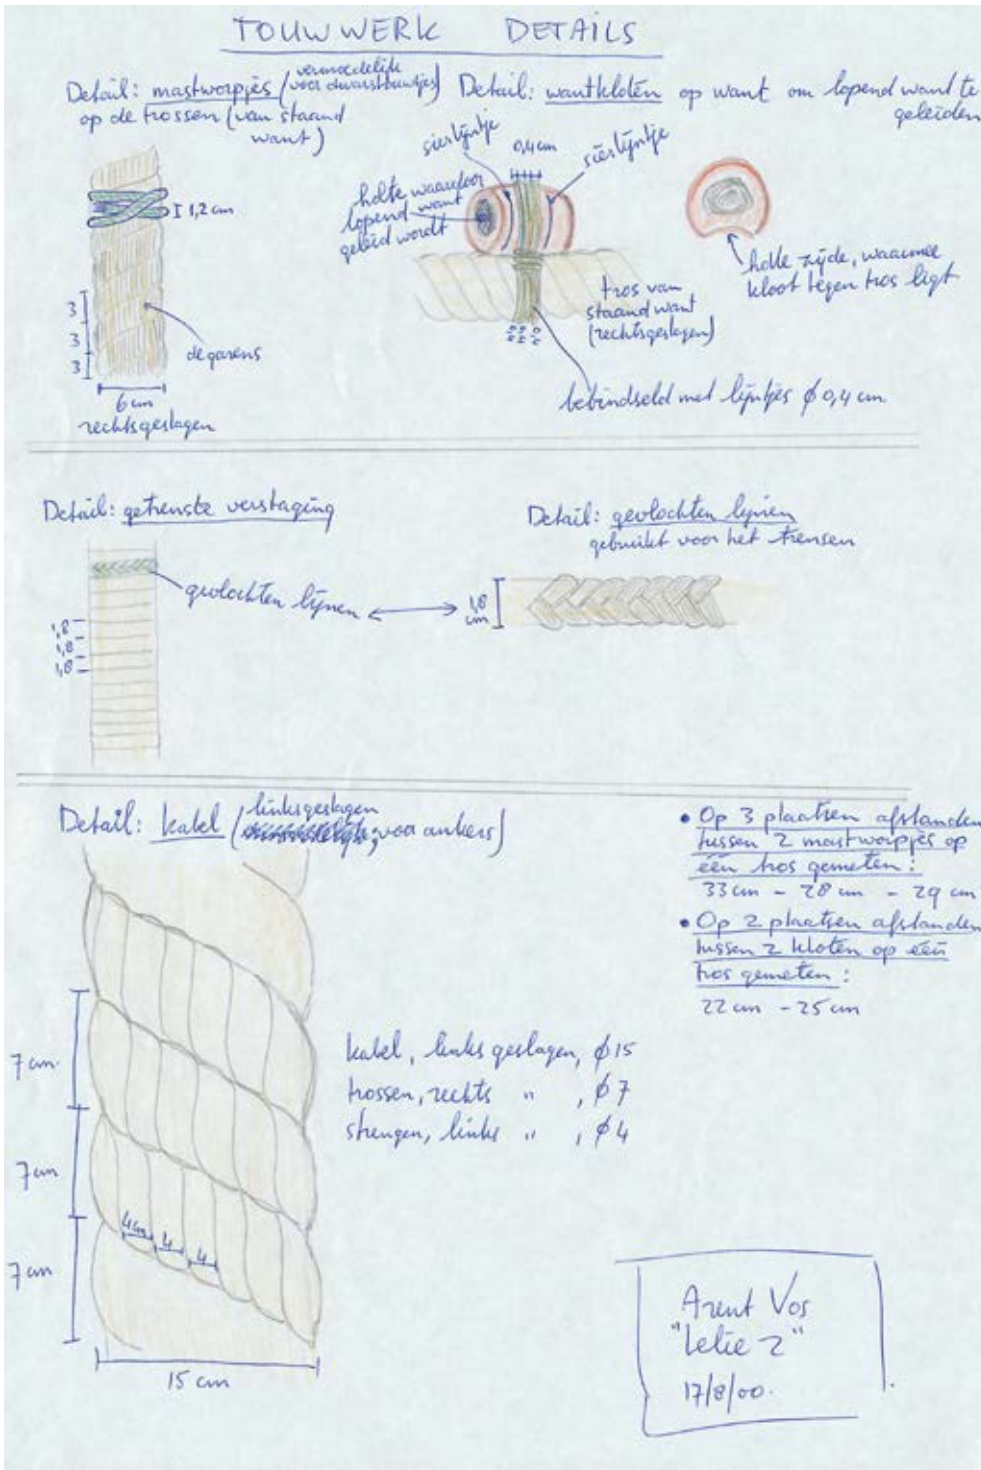 TOUWWERK DETAILS
Detail: mastworpjes (vermoedelijk
voor dwarstouwtjes)
op de trossen (van staand
want)
I 1,2 cm
3
3
3
de garens
6 cm
rechtsgeslagen
Detail: wantkloten op want om lopend want te
geleiden
sierlijntje
0,4 cm
sierlijntje
holte waardoor
lopend want
geleid wordt
tros van
staand want
(rechtsgeslagen)
holle zijde, waarmee
kloot tegen tros ligt
bebindseld met lijntjes ϕ 0,4 cm
Detail: getrenste verstaging
gevlochten lijnen
1,8
1,8
1,8
Detail: gevlochten lijnen
gebruikt voor het trensen
1,8
cm
Detail: kabel (linksgeslagen
, voor ankers)
7 cm
7 cm
7 cm
4 cm
4
4
15 cm
kabel, links geslagen, ϕ 15
trossen, rechts " , ϕ 7
strengen, links " , ϕ 4
• Op 3 plaatsen afstanden
tussen 2 mastworpjes op
één tros gemeten:
33 cm - 28 cm - 29 cm
• Op 2 plaatsen afstanden
tussen 2 kloten op één
tros gemeten:
22 cm - 25 cm
Arent Vos
"Lelie 2"
17/8/00.